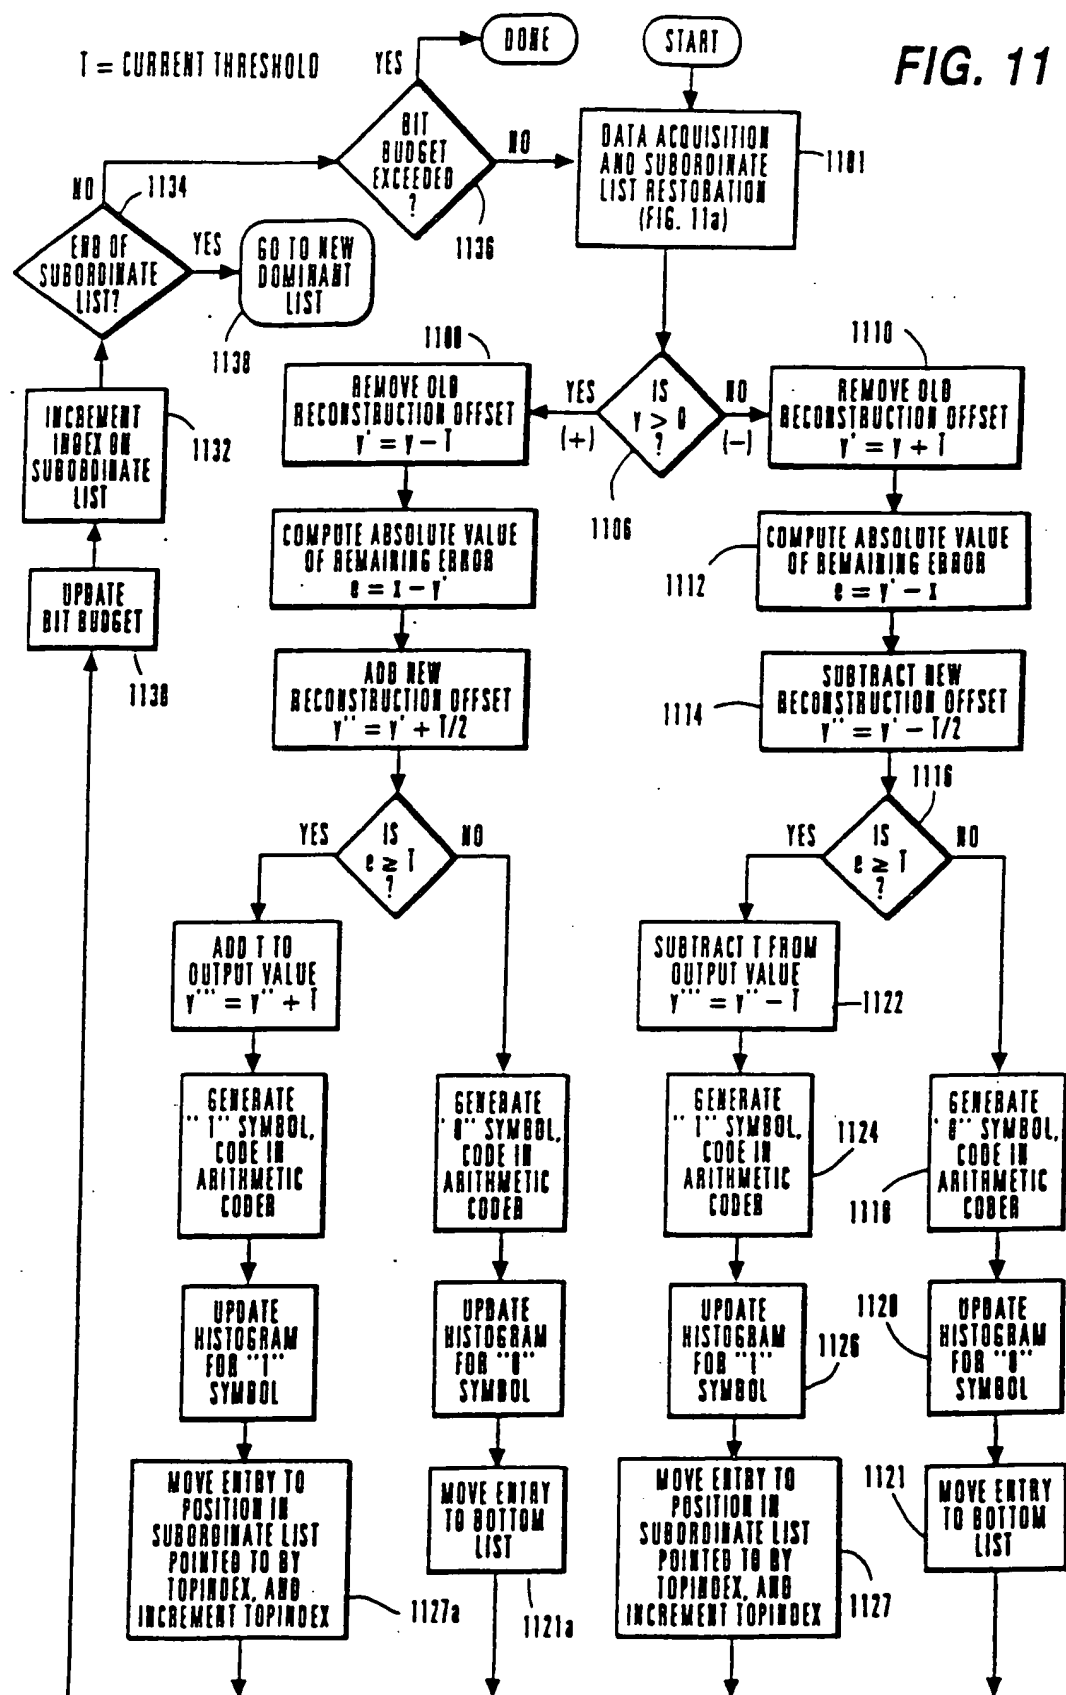 T = CURRENT THRESHOLD
YES
DONE
START
FIG. 11
BIT
BUDGET
EXCEEDED
?
NO
1136
DATA ACQUISITION
AND SUBORDINATE
LIST RESTORATION
(FIG. 11a)
1101
NO
1134
END OF
SUBORDINATE
LIST?
YES
GO TO NEW
DOMINANT
LIST
1138
INCREMENT
INDEX ON
SUBORDINATE
LIST
1132
UPDATE
BIT BUDGET
1130
1108
REMOVE OLD
RECONSTRUCTION OFFSET
y' = y − T
YES
(+)
IS
y > 0
?
NO
(−)
1106
1110
REMOVE OLD
RECONSTRUCTION OFFSET
y' = y + T
COMPUTE ABSOLUTE VALUE
OF REMAINING ERROR
e = x − y'
1112
COMPUTE ABSOLUTE VALUE
OF REMAINING ERROR
e = y' − x
ADD NEW
RECONSTRUCTION OFFSET
y'' = y' + T/2
1114
SUBTRACT NEW
RECONSTRUCTION OFFSET
y'' = y' − T/2
YES
IS
e ≥ T
?
NO
YES
IS
e ≥ T
?
NO
1116
ADD T TO
OUTPUT VALUE
y''' = y'' + T
SUBTRACT T FROM
OUTPUT VALUE
y''' = y'' − T
1122
GENERATE
" 1" SYMBOL,
CODE IN
ARITHMETIC
CODER
GENERATE
' 0" SYMBOL,
CODE IN
ARITHMETIC
CODER
GENERATE
" 1" SYMBOL,
CODE IN
ARITHMETIC
CODER
1124
GENERATE
' 0" SYMBOL,
CODE IN
ARITHMETIC
CODER
1118
UPDATE
HISTOGRAM
FOR "1"
SYMBOL
UPDATE
HISTOGRAM
FOR "0"
SYMBOL
UPDATE
HISTOGRAM
FOR "1"
SYMBOL
1126
UPDATE
HISTOGRAM
FOR "0"
SYMBOL
1120
MOVE ENTRY TO
POSITION IN
SUBORDINATE LIST
POINTED TO BY
TOPINDEX, AND
INCREMENT TOPINDEX
1127a
MOVE ENTRY
TO BOTTOM
LIST
1121a
MOVE ENTRY TO
POSITION IN
SUBORDINATE LIST
POINTED TO BY
TOPINDEX, AND
INCREMENT TOPINDEX
1127
MOVE ENTRY
TO BOTTOM
LIST
1121